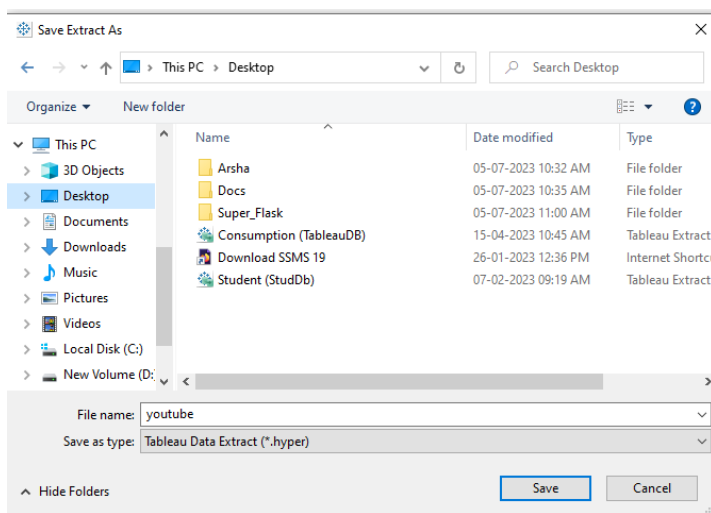 Save Extract As
This PC > Desktop
Search Desktop
Organize
New folder
?
This PC
3D Objects
Desktop
Documents
Downloads
Music
Pictures
Videos
Local Disk (C:)
New Volume (D:
Name Date modified Type
Arsha 05-07-2023 10:32 AM File folder
Docs 05-07-2023 10:35 AM File folder
Super_Flask 05-07-2023 11:00 AM File folder
Consumption (TableauDB) 15-04-2023 10:45 AM Tableau Extract
Download SSMS 19 26-01-2023 12:36 PM Internet Shortc
Student (StudDb) 07-02-2023 09:19 AM Tableau Extract
File name: youtube
Save as type: Tableau Data Extract (*.hyper)
Hide Folders
Save
Cancel